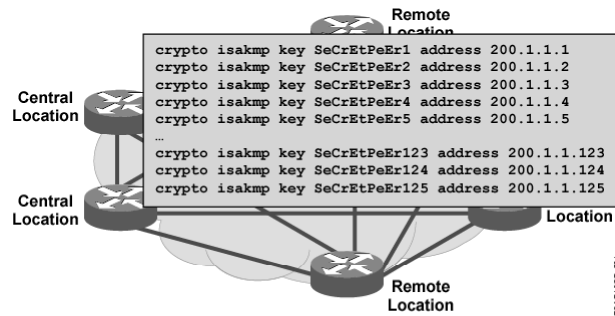 Remote
Location
crypto isakmp key SeCrEtPeEr1 address 200.1.1.1
crypto isakmp key SeCrEtPeEr2 address 200.1.1.2
crypto isakmp key SeCrEtPeEr3 address 200.1.1.3
crypto isakmp key SeCrEtPeEr4 address 200.1.1.4
crypto isakmp key SeCrEtPeEr5 address 200.1.1.5
…
crypto isakmp key SeCrEtPeEr123 address 200.1.1.123
crypto isakmp key SeCrEtPeEr124 address 200.1.1.124
crypto isakmp key SeCrEtPeEr125 address 200.1.1.125
Central
Location
Central
Location
Location
Remote
Location